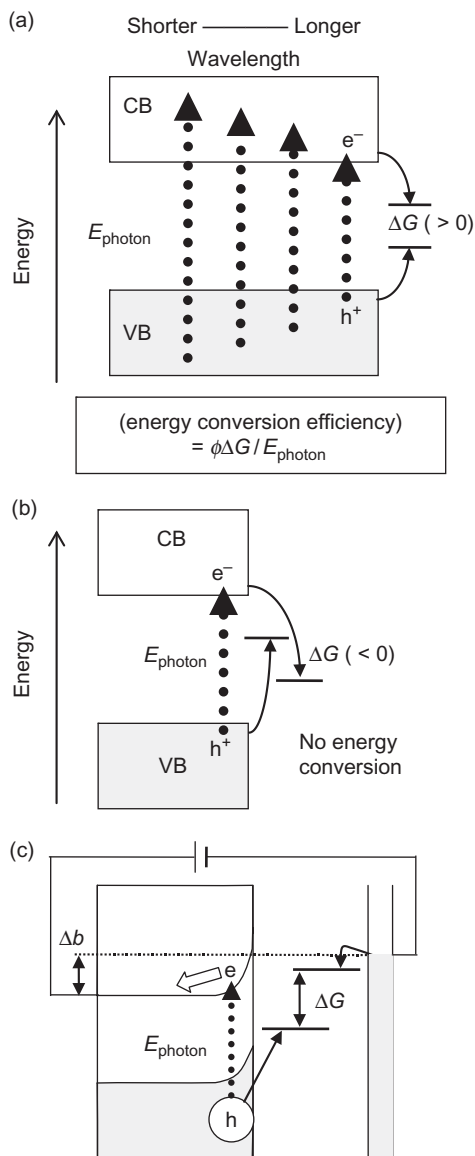 (a)
Shorter Longer
Wavelength
CB
e⁻
Energy
E_photon
ΔG ( > 0)
h⁺
VB
(energy conversion efficiency)
= ϕΔG / E_photon
(b)
CB
e⁻
Energy
E_photon
ΔG ( < 0)
h⁺
VB
No energy
conversion
(c)
Δb
e
ΔG
E_photon
h